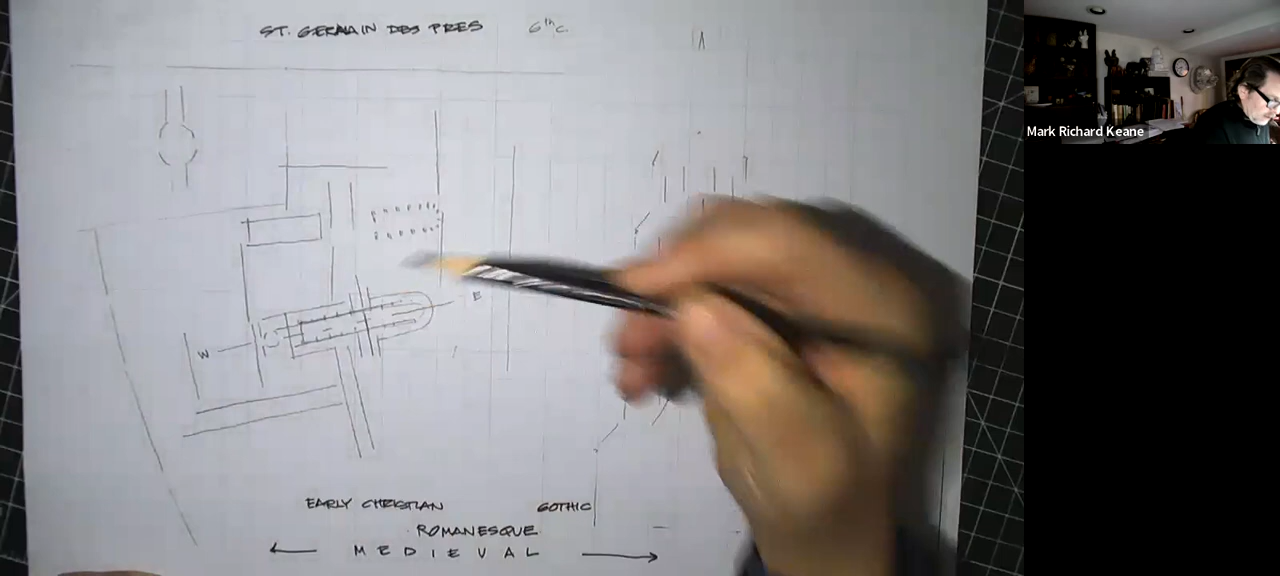 ST. GERMAIN DES PRES 6th C.
Mark Richard Keane
E
W
EARLY CHRISTIAN GOTHIC
ROMANESQUE
MEDIEVAL